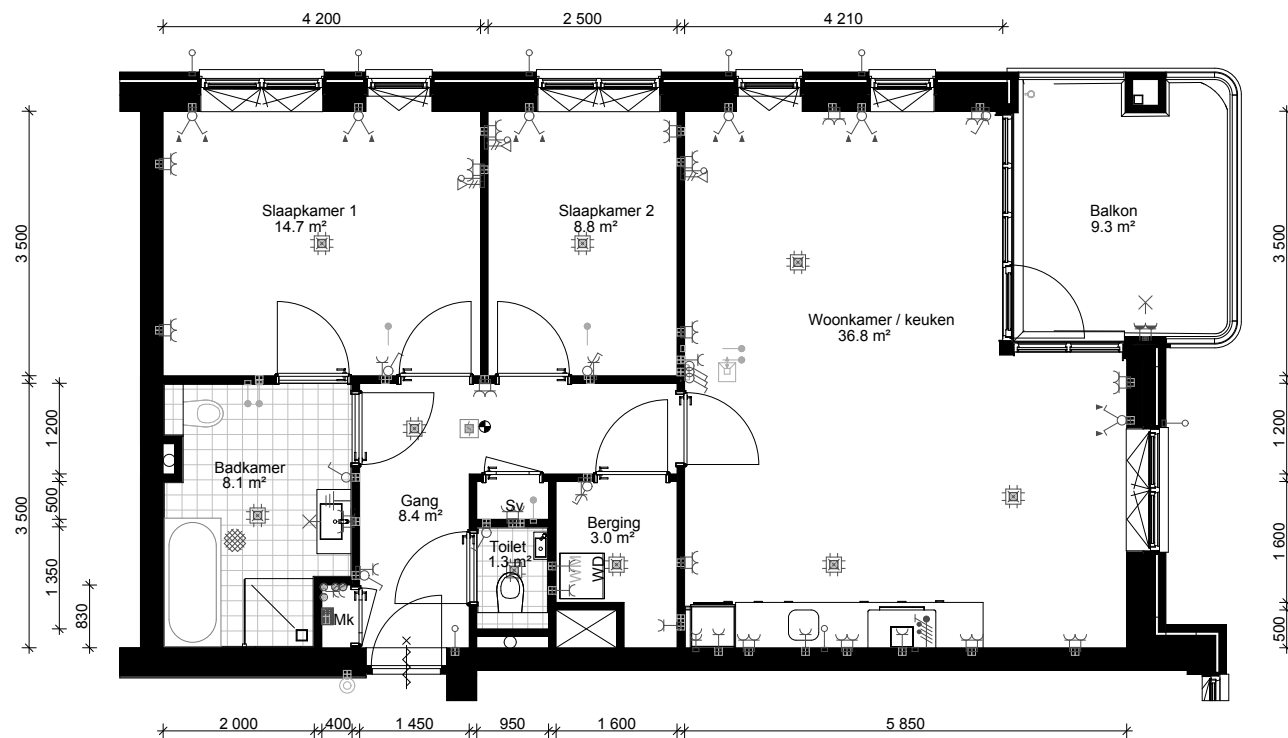 4 200
2 500
4 210
3 500
3 500
Slaapkamer 1
14.7 m²
Slaapkamer 2
8.8 m²
Balkon
9.3 m²
Woonkamer / keuken
36.8 m²
1 200
1 200
3 500
500
1 350
830
Badkamer
8.1 m²
Gang
8.4 m²
Sv
Toilet
1.3 m²
Berging
3.0 m²
WM
WD
Mk
1 600
500
2 000
400
1 450
950
1 600
5 850